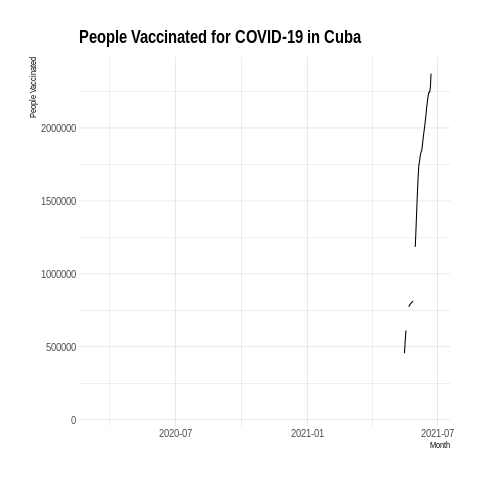 People Vaccinated for COVID-19 in Cuba
People Vaccinated
2000000
1500000
1000000
500000
0
2020-07
2021-01
2021-07
Month